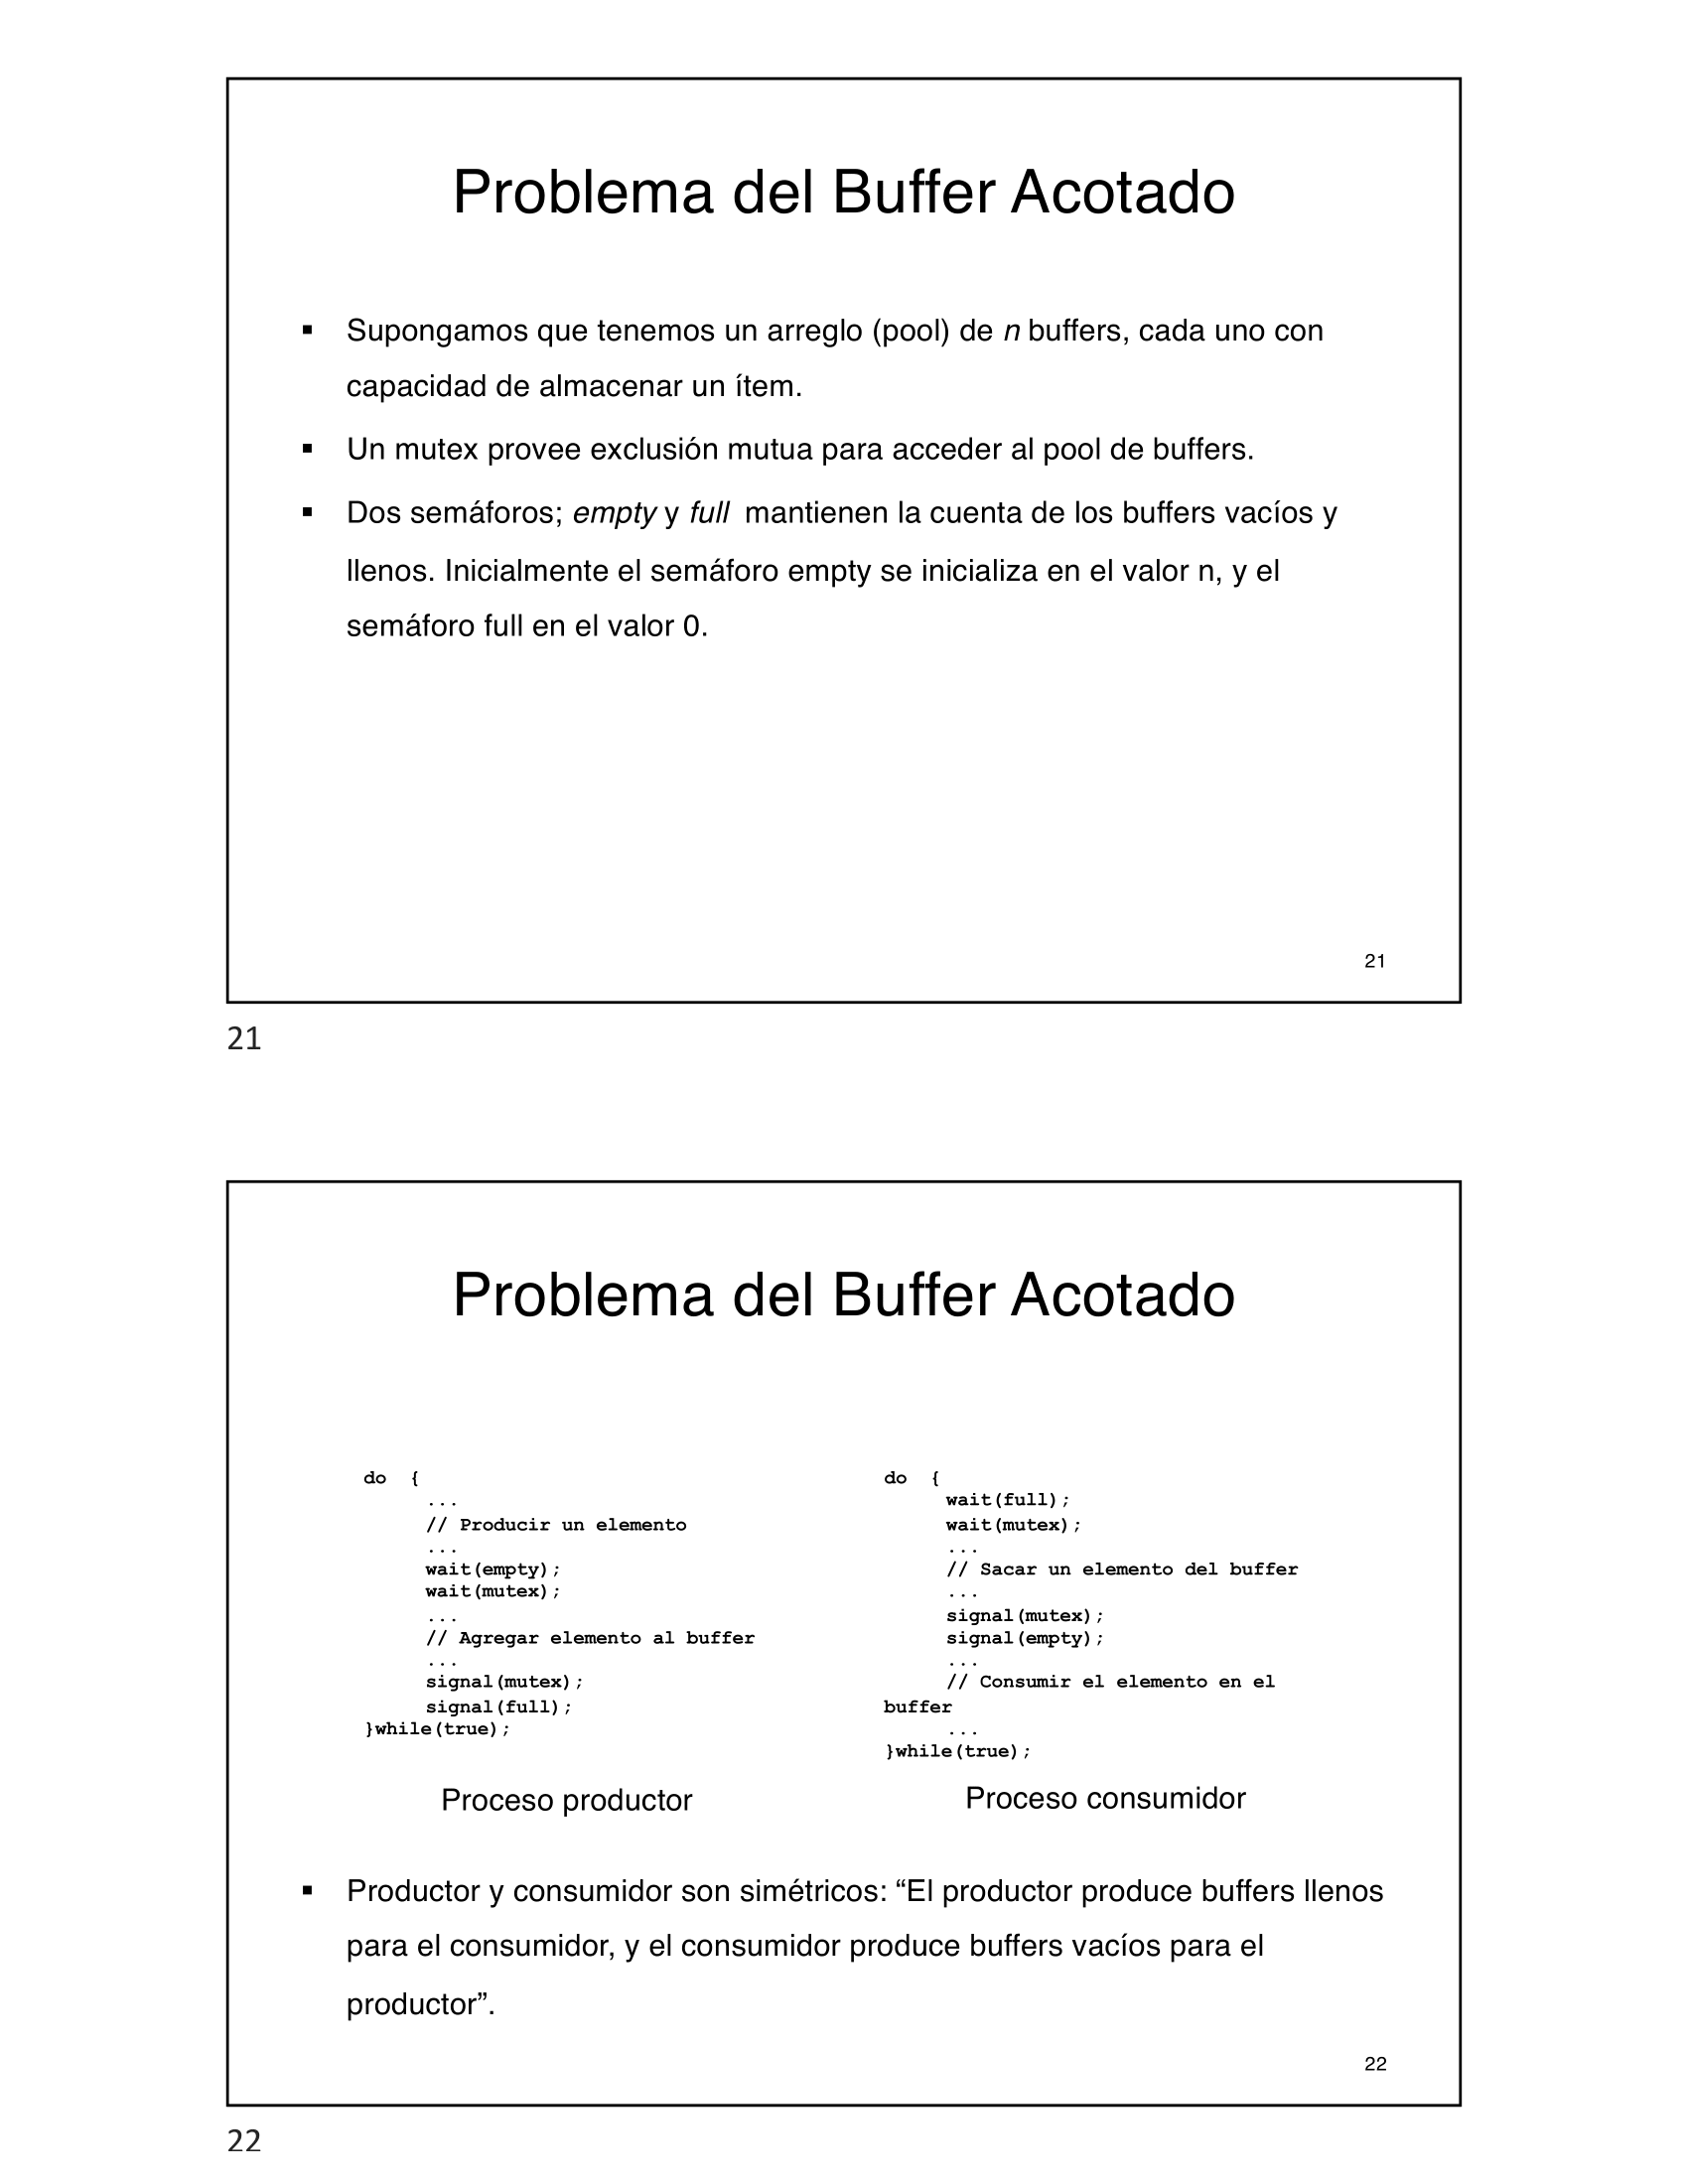 Problema del Buffer Acotado
▪ Supongamos que tenemos un arreglo (pool) de n buffers, cada uno con
capacidad de almacenar un ítem.
▪ Un mutex provee exclusión mutua para acceder al pool de buffers.
▪ Dos semáforos; empty y full mantienen la cuenta de los buffers vacíos y
llenos. Inicialmente el semáforo empty se inicializa en el valor n, y el
semáforo full en el valor 0.
21
21
Problema del Buffer Acotado
do {
...
// Producir un elemento
...
wait(empty);
wait(mutex);
...
// Agregar elemento al buffer
...
signal(mutex);
signal(full);
}while(true);
Proceso productor
do {
wait(full);
wait(mutex);
...
// Sacar un elemento del buffer
...
signal(mutex);
signal(empty);
...
// Consumir el elemento en el
buffer
...
}while(true);
Proceso consumidor
▪ Productor y consumidor son simétricos: “El productor produce buffers llenos
para el consumidor, y el consumidor produce buffers vacíos para el
productor”.
22
22